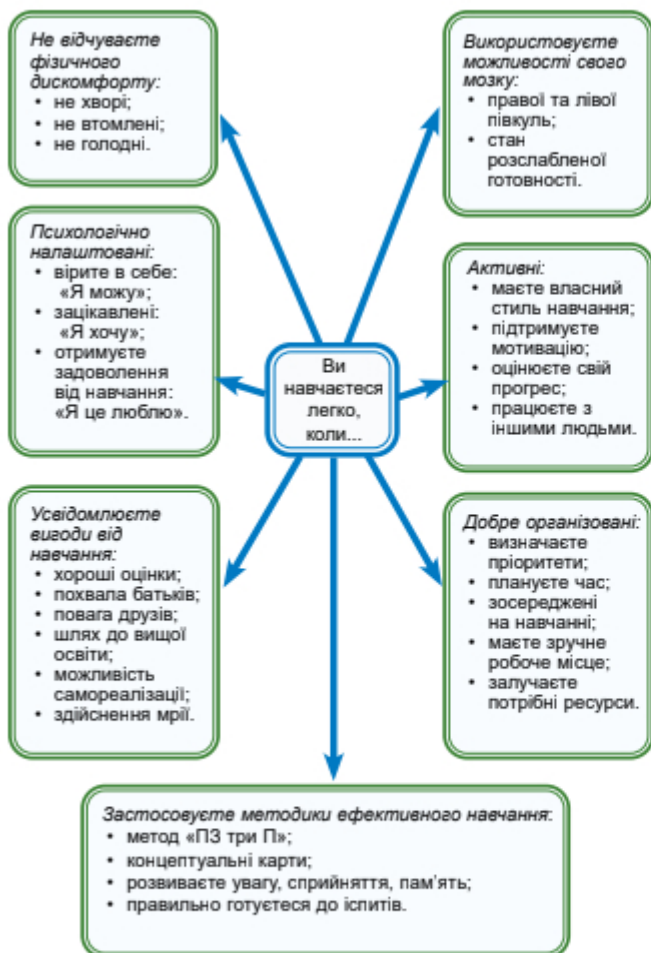 Не відчуваєте
фізичного
дискомфорту:
• не хворі;
• не втомлені;
• не голодні.
Використовуєте
можливості свого
мозку:
• правої та лівої
півкуль;
• стан
розслабленої
готовності.
Психологічно
налаштовані:
• вірите в себе:
«Я можу»;
• зацікавлені:
«Я хочу»;
• отримуєте
задоволення
від навчання:
«Я це люблю».
Ви
навчаєтеся
легко,
коли...
Активні:
• маєте власний
стиль навчання;
• підтримуєте
мотивацію;
• оцінюєте свій
прогрес;
• працюєте з
іншими людьми.
Усвідомлюєте
вигоди від
навчання:
• хороші оцінки;
• похвала батьків;
• повага друзів;
• шлях до вищої
освіти;
• можливість
самореалізації;
• здійснення мрії.
Добре організовані:
• визначаєте
пріоритети;
• плануєте час;
• зосереджені
на навчанні;
• маєте зручне
робоче місце;
• залучаєте
потрібні ресурси.
Застосовуєте методики ефективного навчання:
• метод «ПЗ три П»;
• концептуальні карти;
• розвиваєте увагу, сприйняття, пам’ять;
• правильно готуєтеся до іспитів.